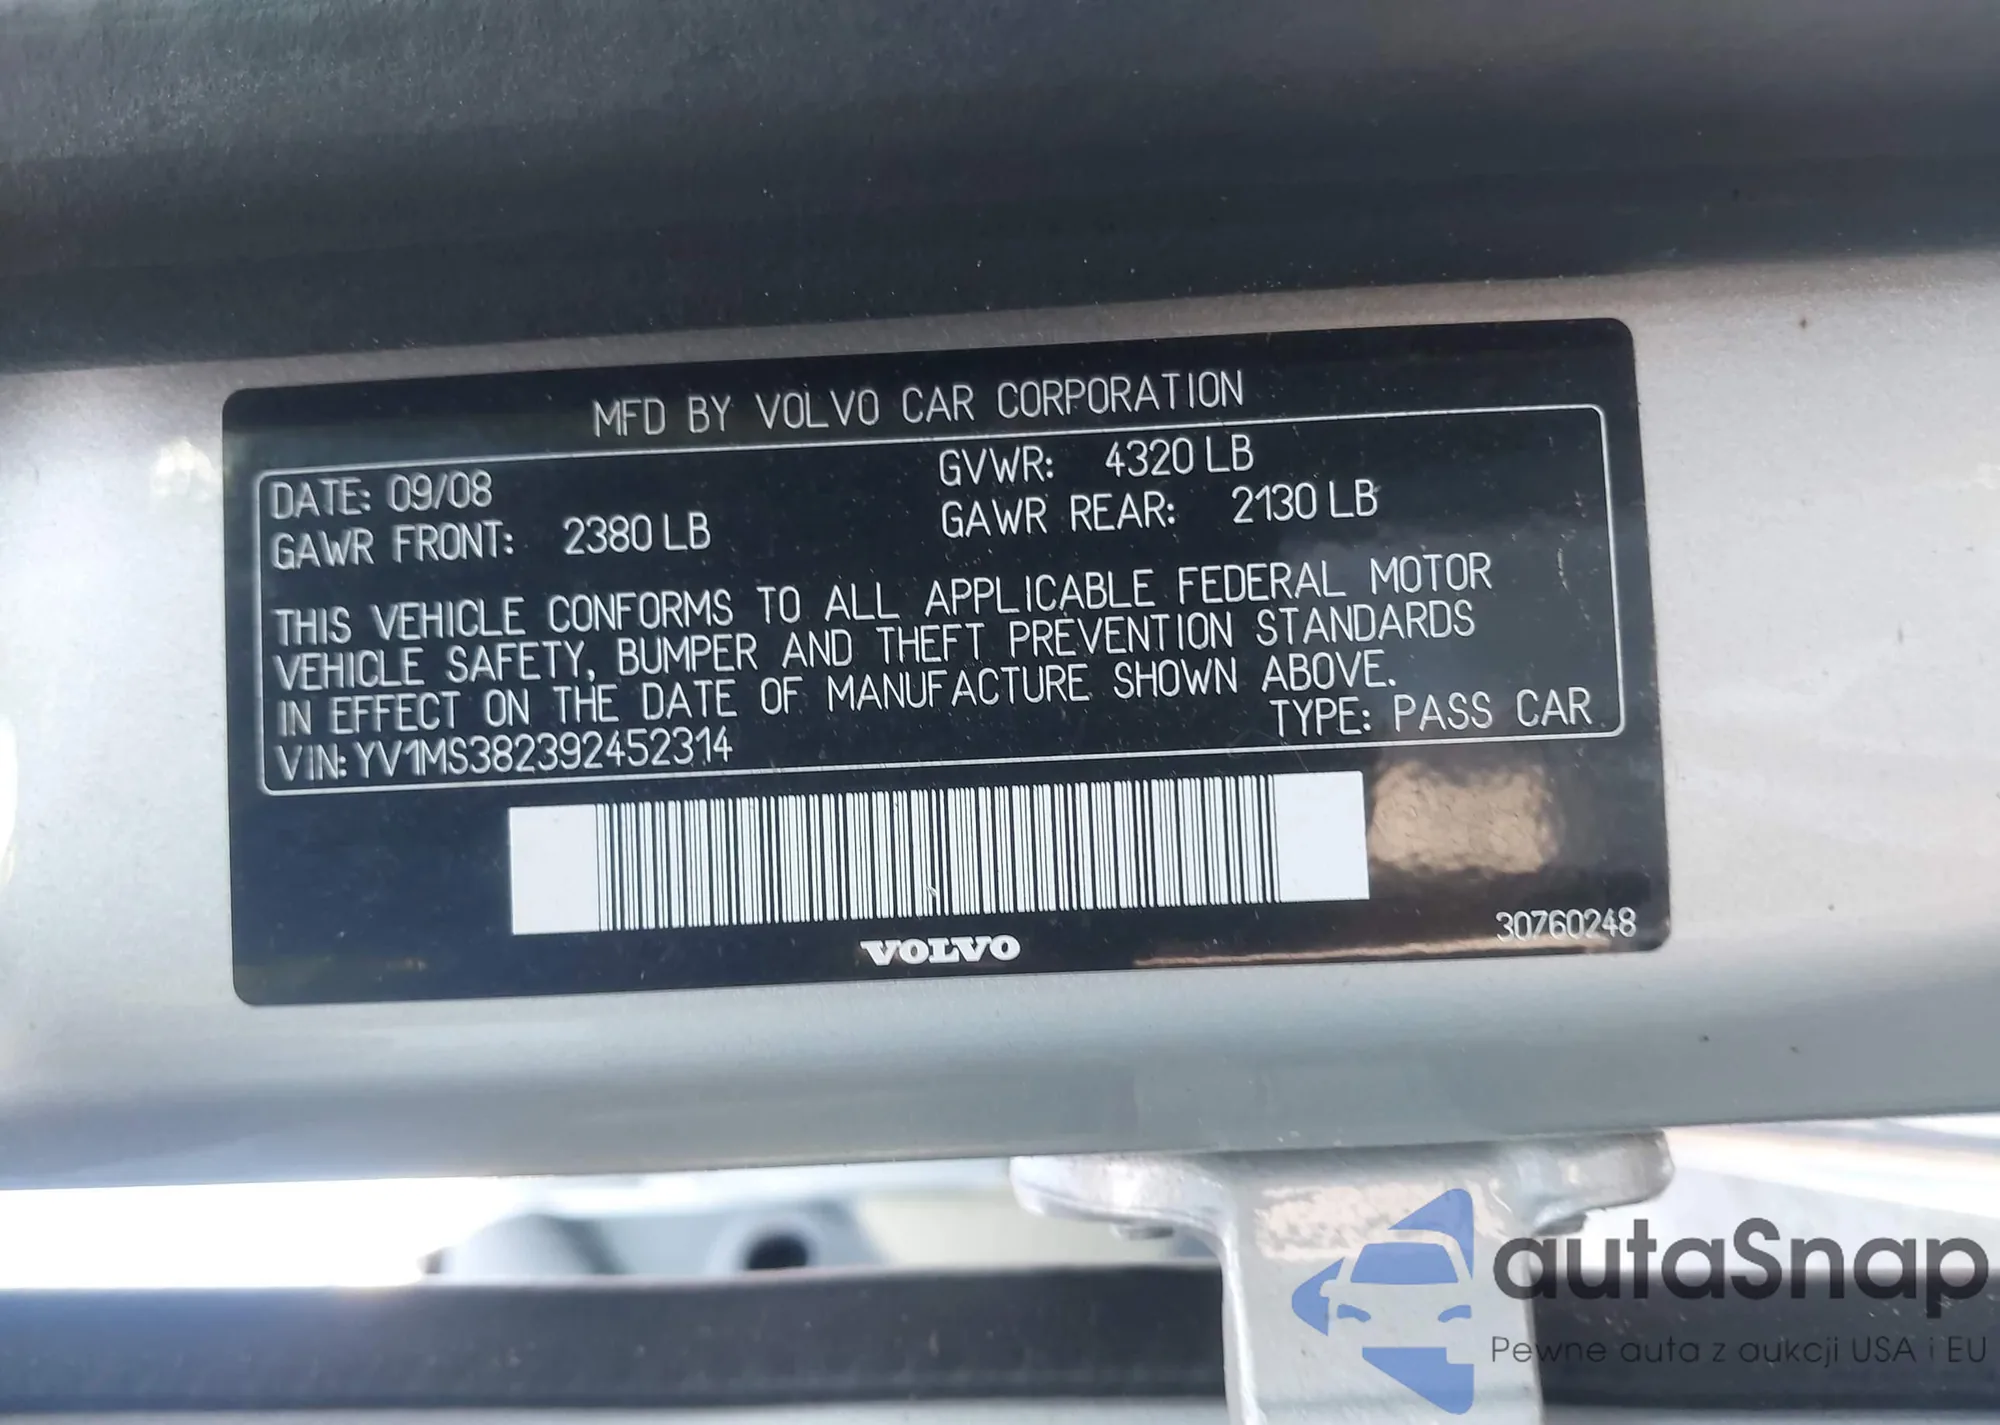 MFD BY VOLVO CAR CORPORATION
DATE: 09/08
GVWR: 4320 LB
GAWR FRONT: 2380 LB
GAWR REAR: 2130 LB
THIS VEHICLE CONFORMS TO ALL APPLICABLE FEDERAL MOTOR
VEHICLE SAFETY, BUMPER AND THEFT PREVENTION STANDARDS
IN EFFECT ON THE DATE OF MANUFACTURE SHOWN ABOVE.
VIN: YV1MS382392452314
TYPE: PASS CAR
VOLVO
30760248
autaSnap
Pewne auta z aukcji USA i EU